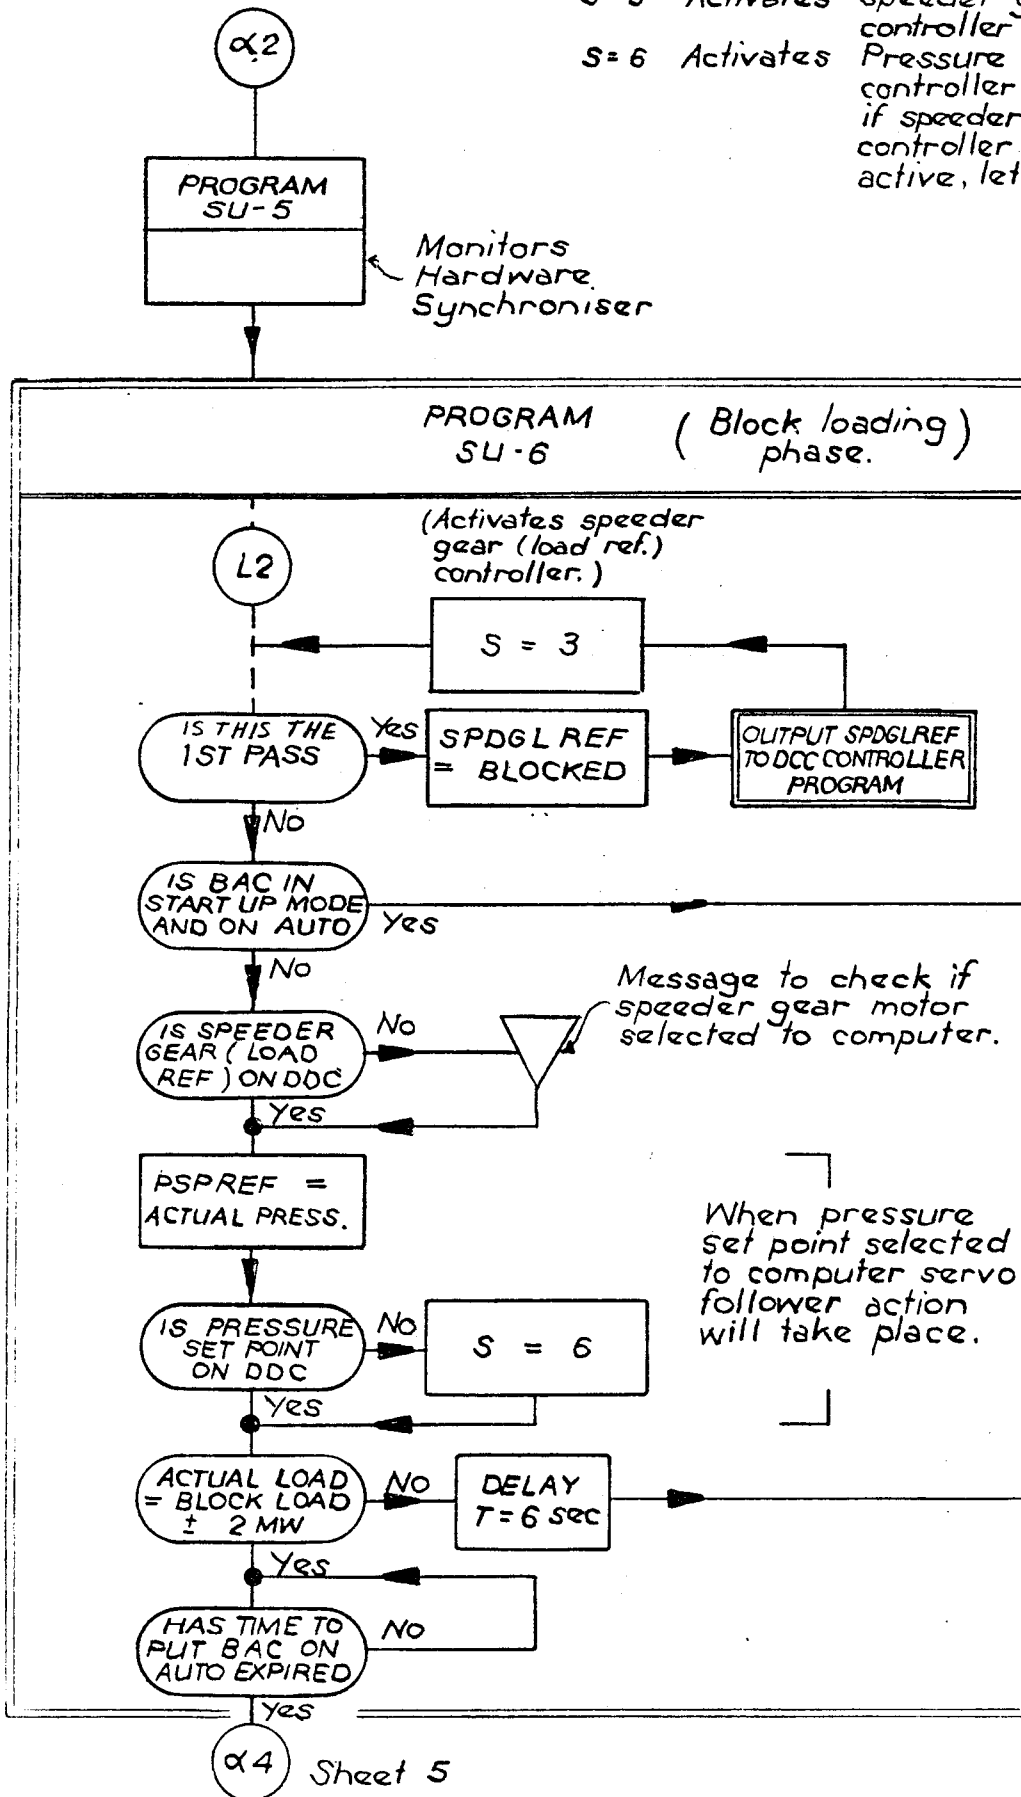 α2
Activates speeder
controller
S=6 Activates Pressure
controller
if speeder
controller
active, let
PROGRAM
SU-5
Monitors
Hardware
Synchroniser
PROGRAM
SU-6
(Block loading)
phase.
L2
(Activates speeder
gear (load ref.)
controller.)
S = 3
IS THIS THE
1ST PASS
Yes
SPDGLREF
= BLOCKED
OUTPUT SPDGLREF
TO DCC CONTROLLER
PROGRAM
No
IS BAC IN
START UP MODE
AND ON AUTO
Yes
No
Message to check if
speeder gear motor
selected to computer.
IS SPEEDER
GEAR (LOAD
REF) ON DDC
No
Yes
PSPREF =
ACTUAL PRESS.
When pressure
set point selected
to computer servo
follower action
will take place.
IS PRESSURE
SET POINT
ON DDC
No
S = 6
Yes
ACTUAL LOAD
= BLOCK LOAD
± 2 MW
NO
DELAY
T=6 sec
Yes
HAS TIME TO
PUT BAC ON
AUTO EXPIRED
NO
yes
α4
Sheet 5